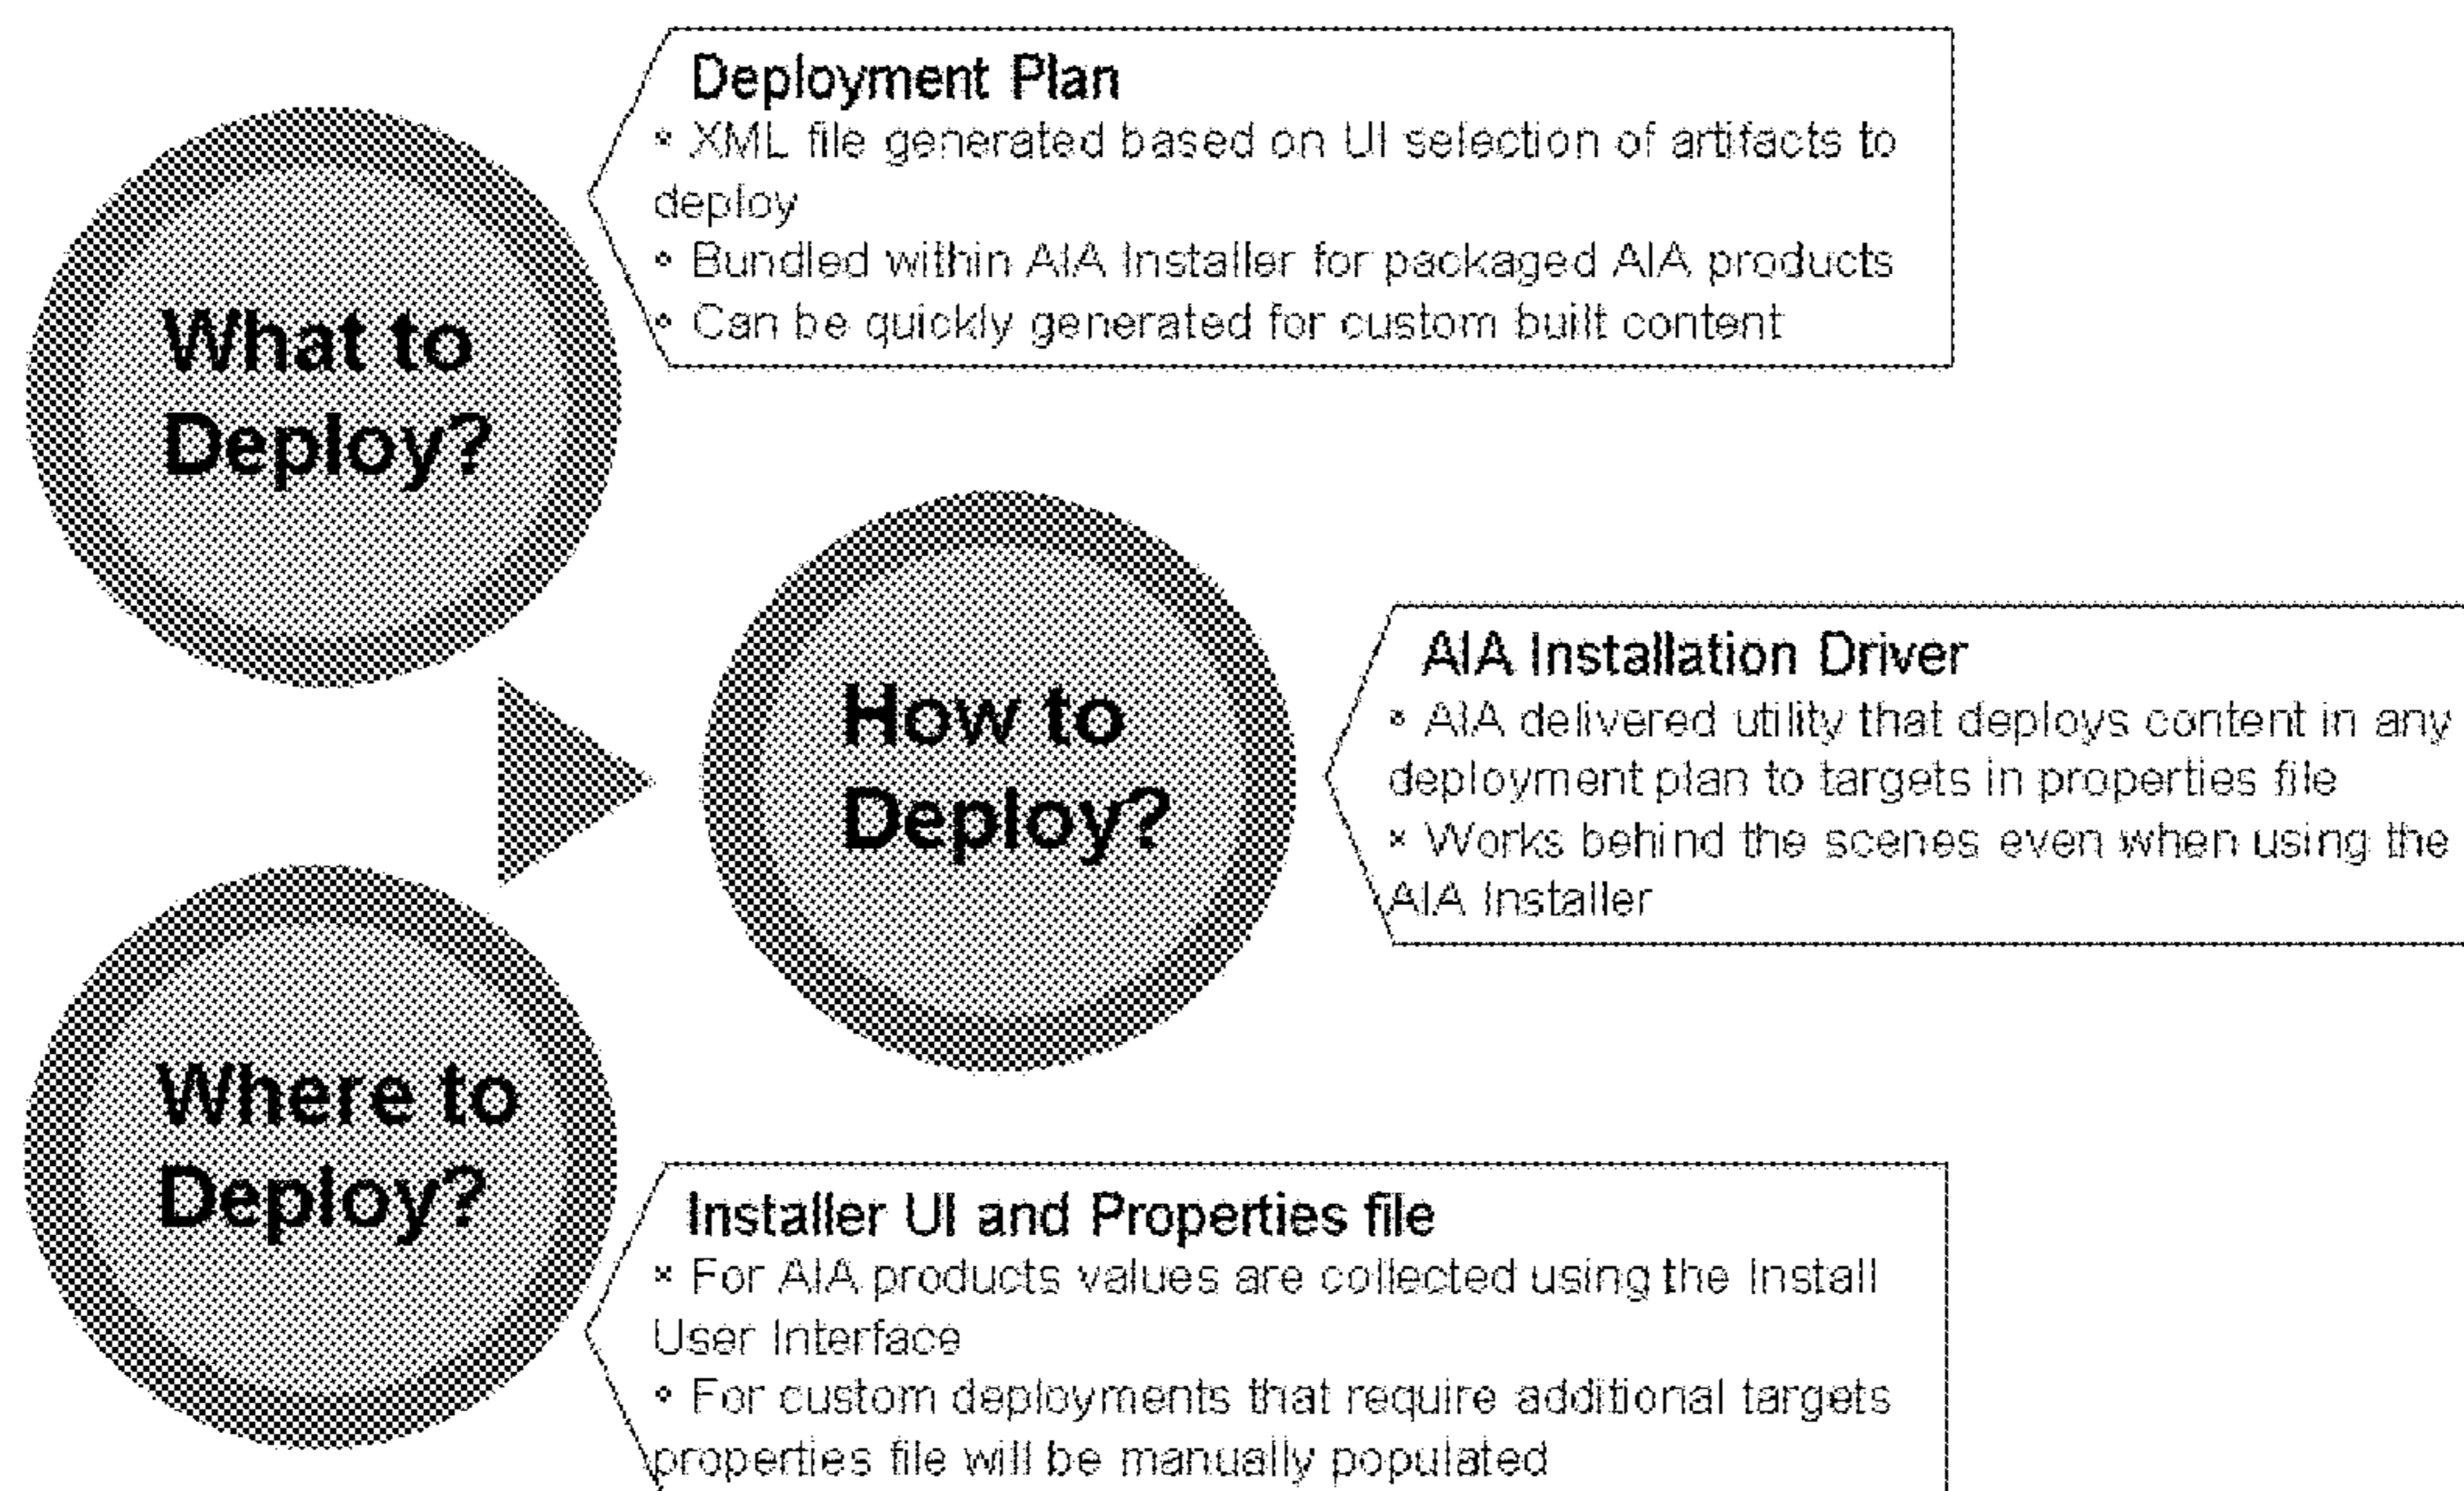 What to
Deploy?
Deployment Plan
• XML file generated based on UI selection of artifacts to
deploy
• Bundled within AIA Installer for packaged AIA products
• Can be quickly generated for custom built content
How to
Deploy?
AIA Installation Driver
• AIA delivered utility that deploys content in any
deployment plan to targets in properties file
• Works behind the scenes even when using the
AIA Installer
Where to
Deploy?
Installer UI and Properties file
• For AIA products values are collected using the Install
User Interface
• For custom deployments that require additional targets
properties file will be manually populated